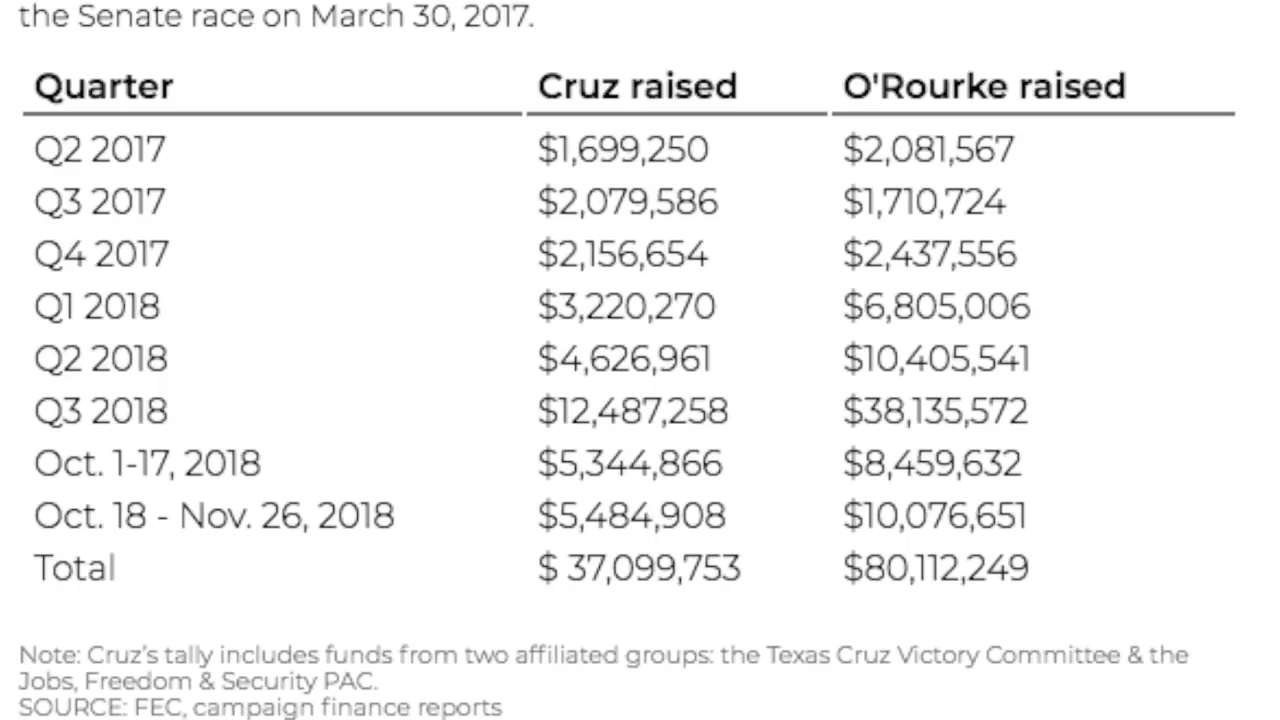 the Senate race on March 30, 2017.
Quarter Cruz raised O'Rourke raised
Q2 2017 $1,699,250 $2,081,567
Q3 2017 $2,079,586 $1,710,724
Q4 2017 $2,156,654 $2,437,556
Q1 2018 $3,220,270 $6,805,006
Q2 2018 $4,626,961 $10,405,541
Q3 2018 $12,487,258 $38,135,572
Oct. 1-17, 2018 $5,344,866 $8,459,632
Oct. 18 - Nov. 26, 2018 $5,484,908 $10,076,651
Total $ 37,099,753 $80,112,249
Note: Cruz's tally includes funds from two affiliated groups: the Texas Cruz Victory Committee & the
Jobs, Freedom & Security PAC.
SOURCE: FEC, campaign finance reports